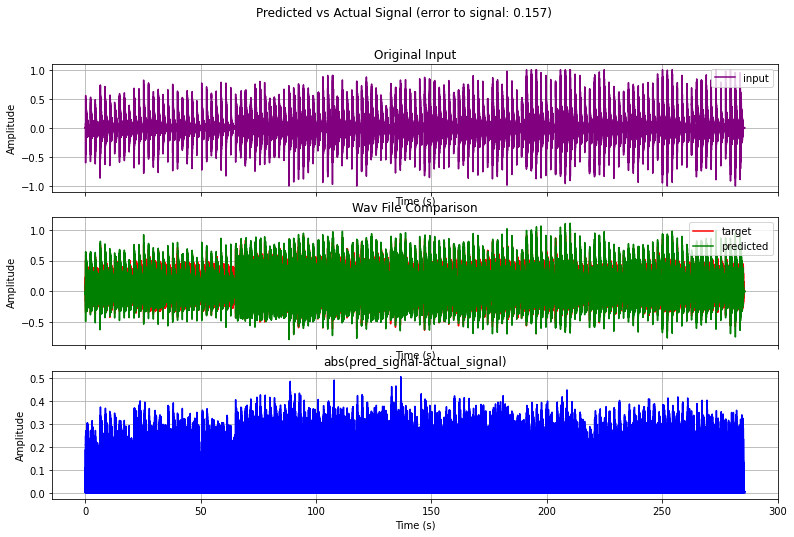 Predicted vs Actual Signal (error to signal: 0.157)
Original Input
1.0
0.5
0.0
−0.5
−1.0
Amplitude
input
Time (s)
Wav File Comparison
1.0
0.5
0.0
−0.5
Amplitude
target
predicted
Time (s)
abs(pred_signal-actual_signal)
0.5
0.4
0.3
0.2
0.1
0.0
Amplitude
0 50 100 150 200 250 300
Time (s)